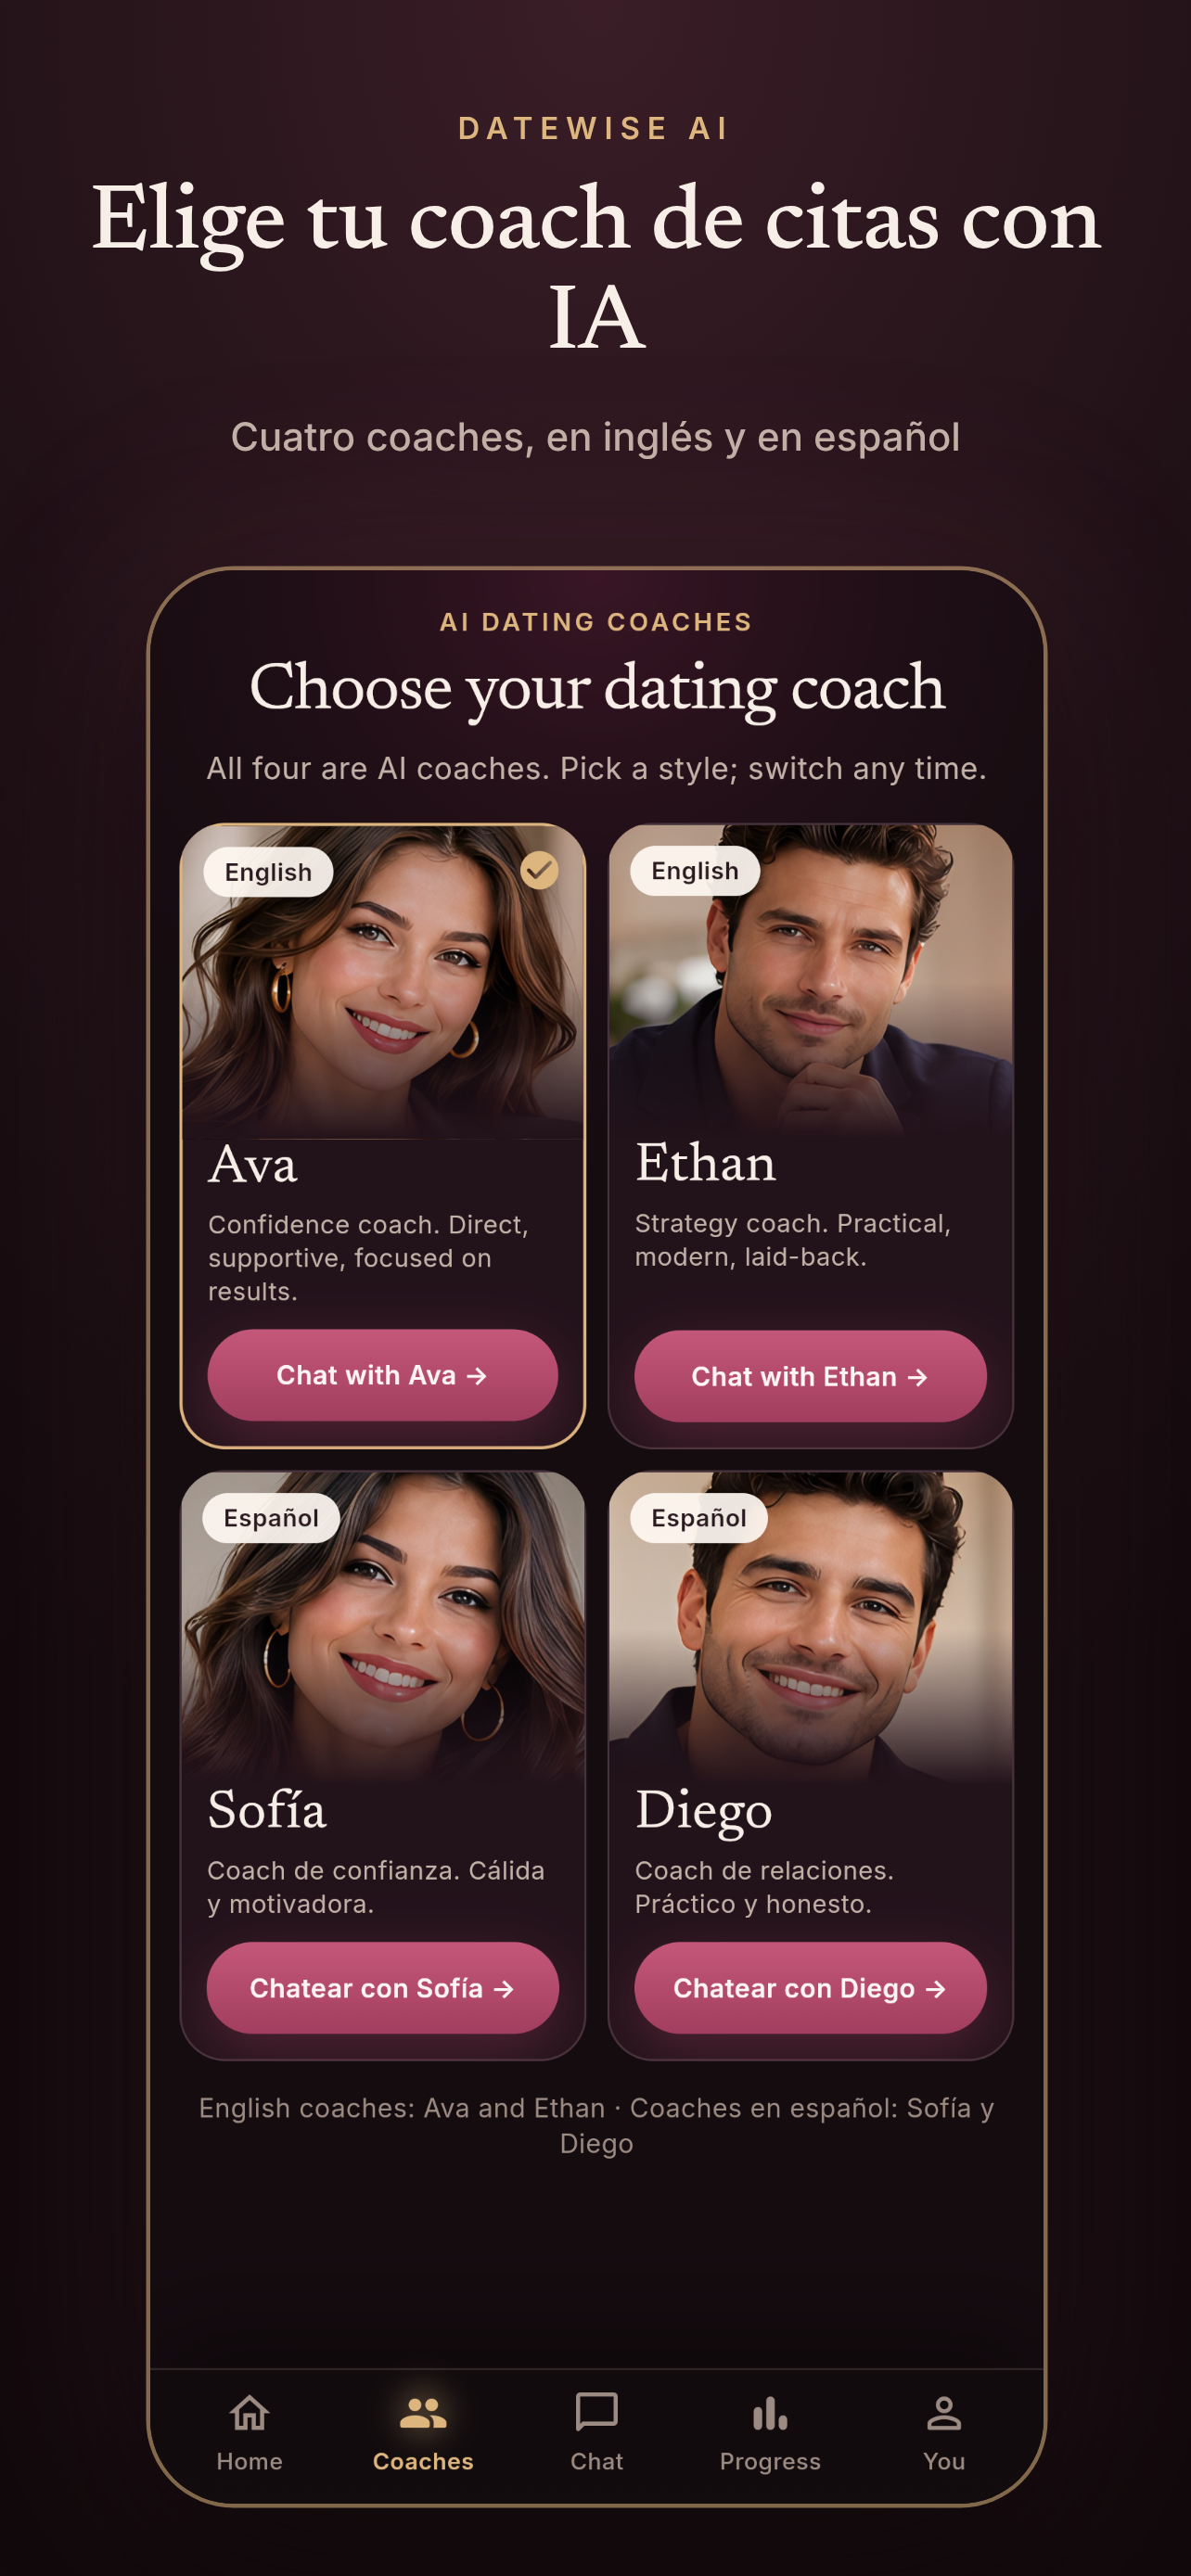 DATEWISE AI
Elige tu coach de citas con
IA
Cuatro coaches, en inglés y en español
AI DATING COACHES
Choose your dating coach
All four are AI coaches. Pick a style; switch any time.
English
English
Ava
Confidence coach. Direct,
supportive, focused on
results.
Chat with Ava →
Ethan
Strategy coach. Practical,
modern, laid-back.
Chat with Ethan →
Español
Español
Sofía
Coach de confianza. Cálida
y motivadora.
Chatear con Sofía →
Diego
Coach de relaciones.
Práctico y honesto.
Chatear con Diego →
English coaches: Ava and Ethan · Coaches en español: Sofía y
Diego
Home
Coaches
Chat
Progress
You